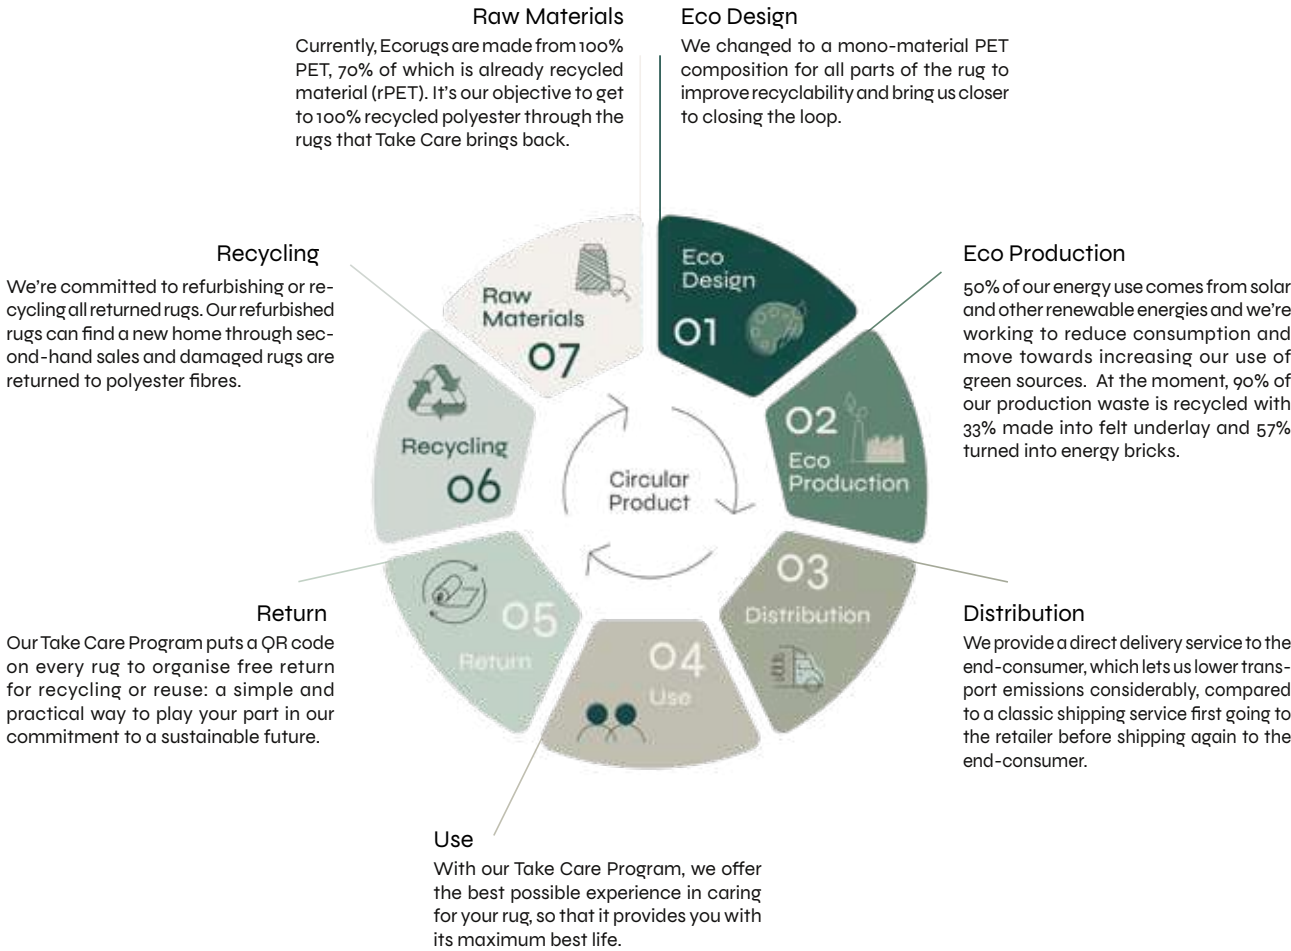 Raw Materials
Currently, Ecorugs are made from 100%
PET, 70% of which is already recycled
material (rPET). It's our objective to get
to 100% recycled polyester through the
rugs that Take Care brings back.
Eco Design
We changed to a mono-material PET
composition for all parts of the rug to
improve recyclability and bring us closer
to closing the loop.
Recycling
We're committed to refurbishing or re-
cycling all returned rugs. Our refurbished
rugs can find a new home through sec-
ond-hand sales and damaged rugs are
returned to polyester fibres.
Eco Production
50% of our energy use comes from solar
and other renewable energies and we're
working to reduce consumption and
move towards increasing our use of
green sources. At the moment, 90% of
our production waste is recycled with
33% made into felt underlay and 57%
turned into energy bricks.
Eco
Design
01
02
Eco
Production
03
Distribution
04
Use
05
Return
Recycling
06
Raw
Materials
07
Circular
Product
Return
Our Take Care Program puts a QR code
on every rug to organise free return
for recycling or reuse: a simple and
practical way to play your part in our
commitment to a sustainable future.
Distribution
We provide a direct delivery service to the
end-consumer, which lets us lower trans-
port emissions considerably, compared
to a classic shipping service first going to
the retailer before shipping again to the
end-consumer.
Use
With our Take Care Program, we offer
the best possible experience in caring
for your rug, so that it provides you with
its maximum best life.